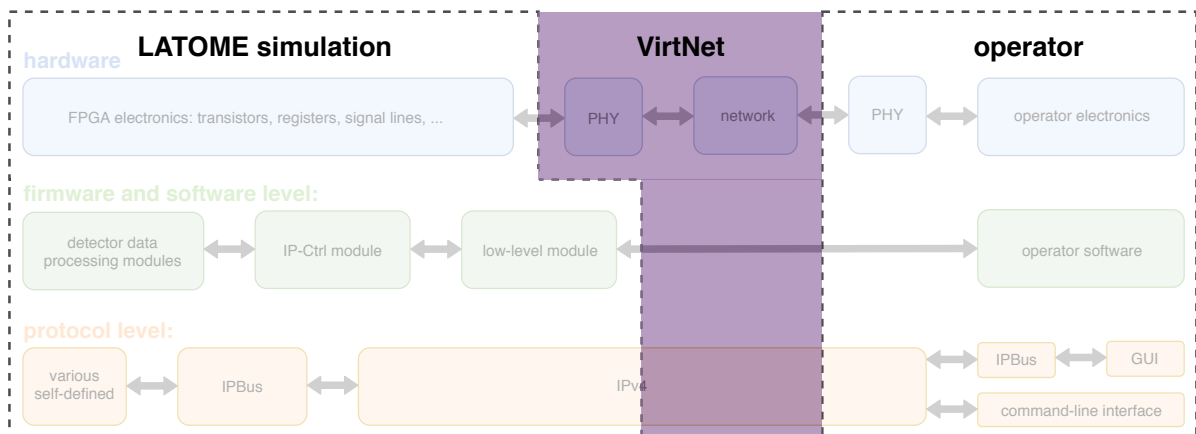 LATOME simulation
VirtNet
operator
hardware
FPGA electronics: transistors, registers, signal lines, ...
PHY
network
PHY
operator electronics
firmware and software level:
detector data
processing modules
IP-Ctrl module
low-level module
operator software
protocol level:
various
self-defined
IPBus
IPv4
IPBus
GUI
command-line interface